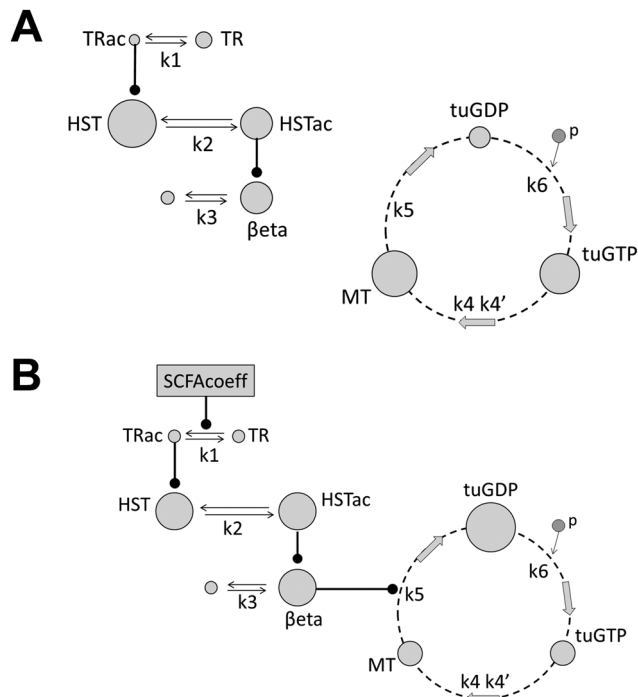 A
TRac
TR
k1
HST
HSTac
k2
k3
βeta
tuGDP
p
k6
k5
tuGTP
MT
k4 k4’
B
SCFAcoeff
TRac
TR
k1
HST
HSTac
k2
k3
βeta
tuGDP
p
k6
k5
tuGTP
MT
k4 k4’